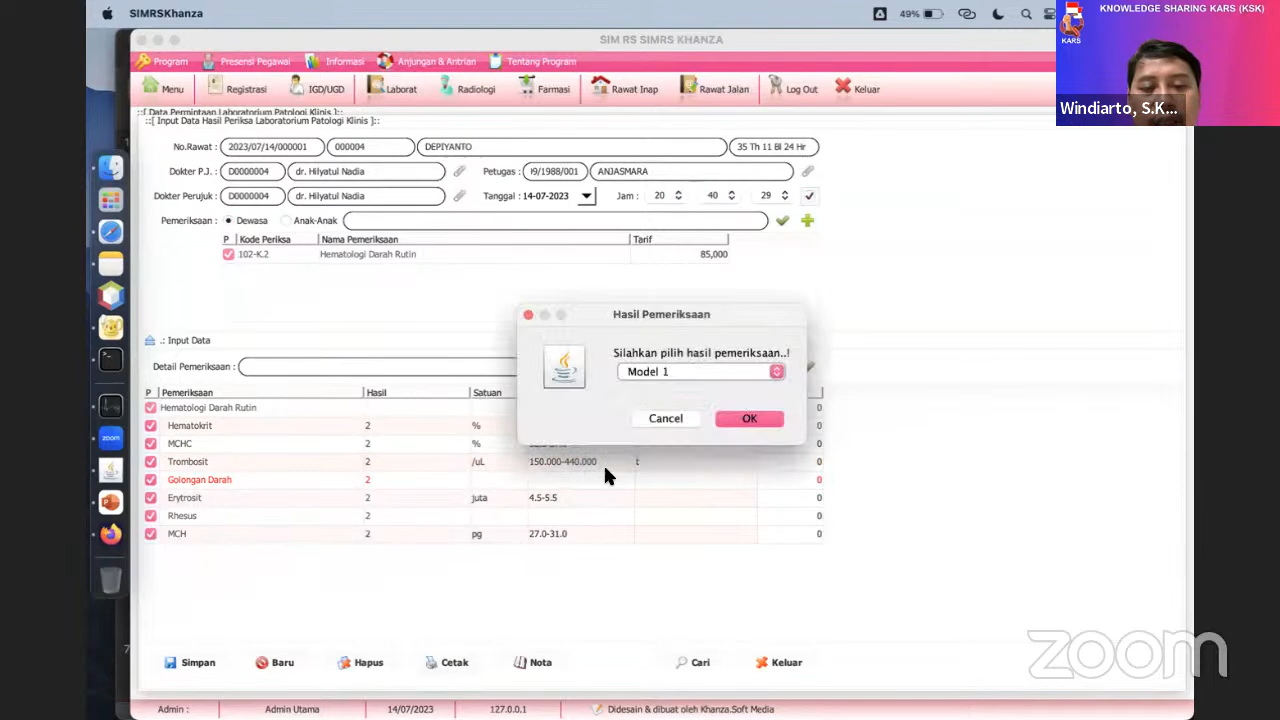 SIMRSKhanza
49%
KNOWLEDGE SHARING KARS (KSK)
KARS
Windiarto, S.K...
SIM RS SIMRS KHANZA
Program Presensi Pegawai Informasi Anjungan & Antrian Tentang Program
Menu Registrasi IGD/UGD Laborat Radiologi Farmasi Rawat Inap Rawat Jalan Log Out Keluar
::[ Data Permintaan Laboratorium Patologi Klinis ]::
::[ Input Data Hasil Periksa Laboratorium Patologi Klinis ]::
No.Rawat : 2023/07/14/000001 000004 DEPIYANTO 35 Th 11 Bl 24 Hr
Dokter P.J. : D0000004 dr. Hilyatul Nadia Petugas : 09/1988/001 ANJASMARA
Dokter Perujuk : D0000004 dr. Hilyatul Nadia Tanggal : 14-07-2023 Jam : 20 40 29
Pemeriksaan : Dewasa Anak-Anak
P Kode Periksa Nama Pemeriksaan Tarif
102-K.2 Hematologi Darah Rutin 85,000
Hasil Pemeriksaan
Silahkan pilih hasil pemeriksaan..!
Model 1
Cancel OK
.: Input Data
Detail Pemeriksaan :
P Pemeriksaan Hasil Satuan
Hematologi Darah Rutin 0
Hematokrit 2 % 0
MCHC 2 % 0
Trombosit 2 /uL 150.000-440.000 t 0
Golongan Darah 2 0
Erytrosit 2 juta 4.5-5.5 0
Rhesus 2 0
MCH 2 pg 27.0-31.0 0
Simpan Baru Hapus Cetak Nota Cari Keluar
zoom
Admin : Admin Utama 14/07/2023 127.0.0.1 Didesain & dibuat oleh Khanza.Soft Media